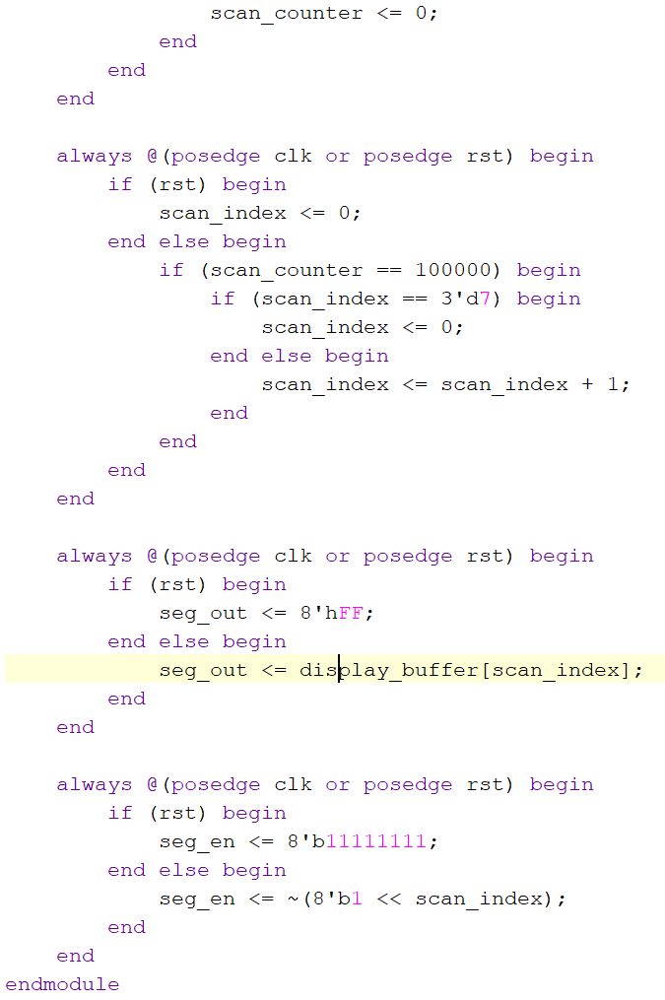 scan_counter <= 0;
end
end
end
always @(posedge clk or posedge rst) begin
if (rst) begin
scan_index <= 0;
end else begin
if (scan_counter == 100000) begin
if (scan_index == 3'd7) begin
scan_index <= 0;
end else begin
scan_index <= scan_index + 1;
end
end
end
end
always @(posedge clk or posedge rst) begin
if (rst) begin
seg_out <= 8'hFF;
end else begin
seg_out <= display_buffer[scan_index];
end
end
always @(posedge clk or posedge rst) begin
if (rst) begin
seg_en <= 8'b11111111;
end else begin
seg_en <= ~(8'b1 << scan_index);
end
end
endmodule